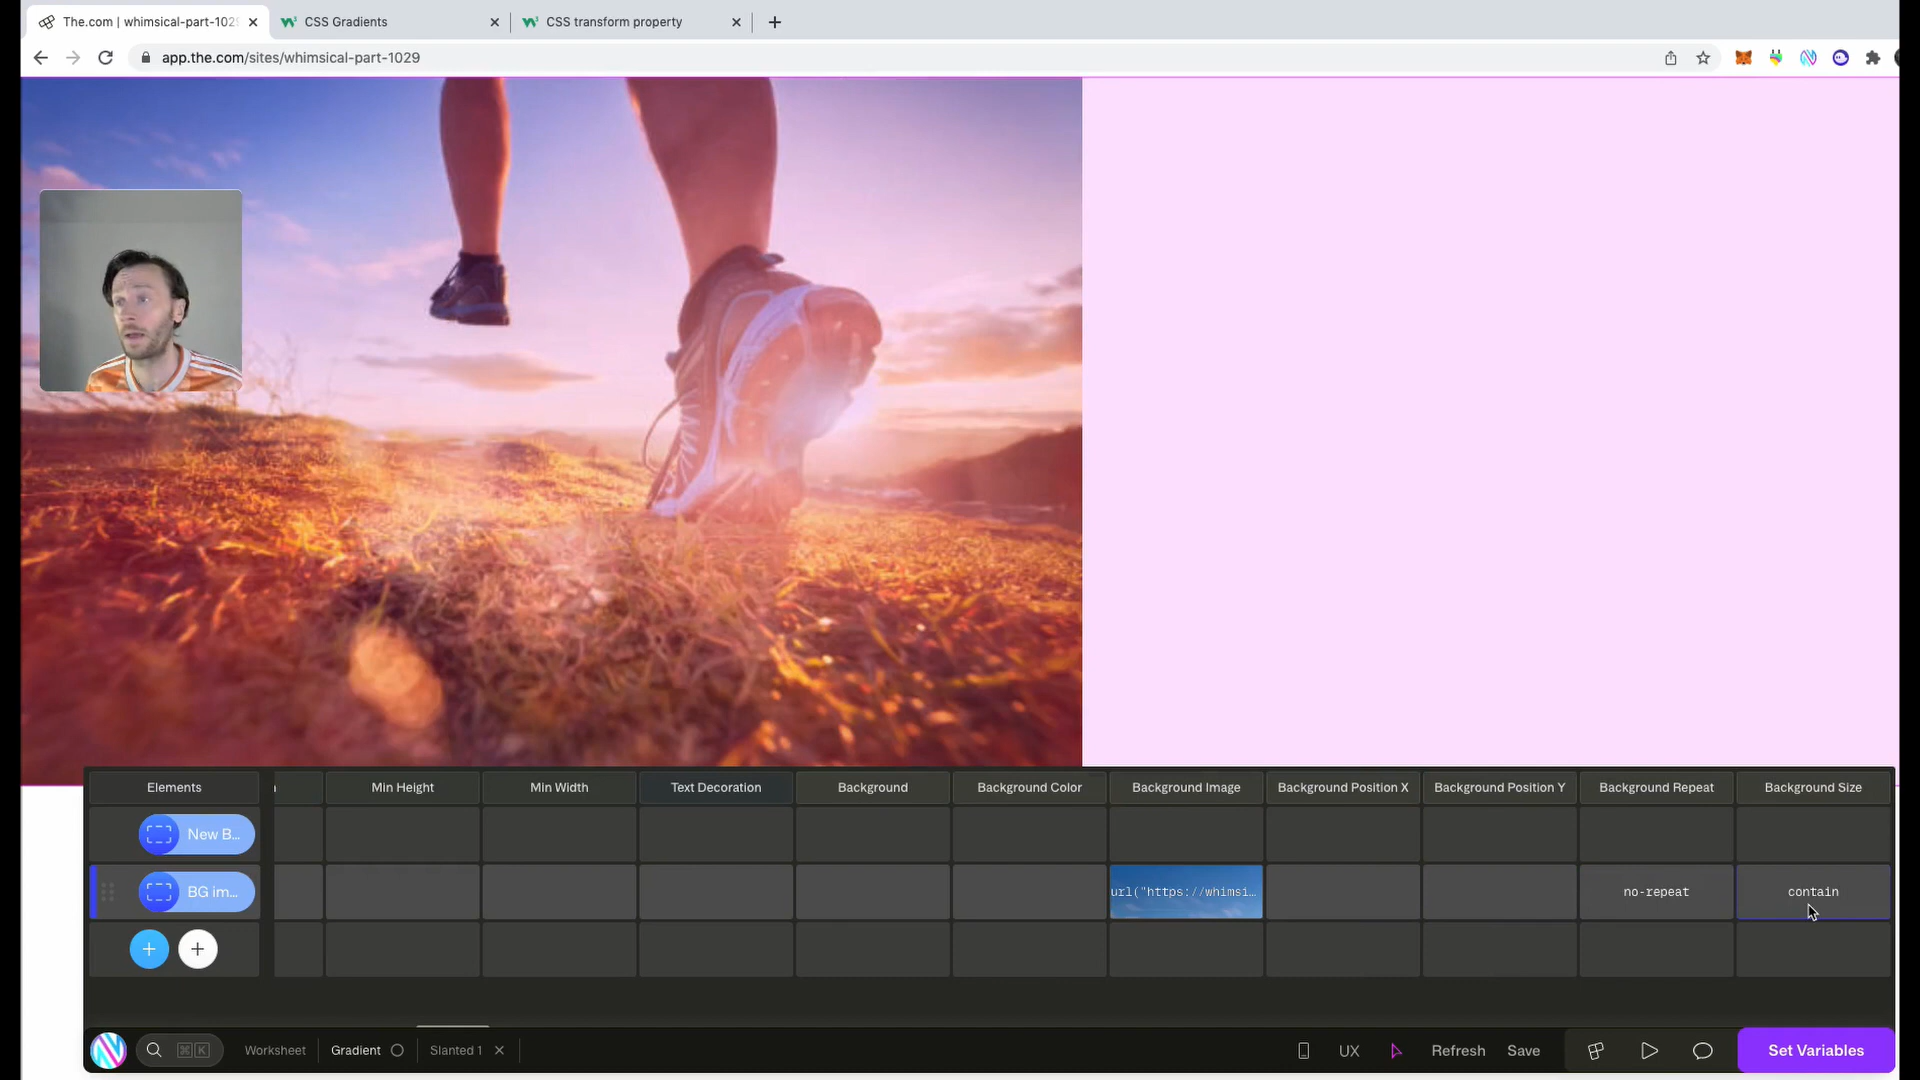 The.com | whimsical-part-102
CSS Gradients
CSS transform property
app.the.com/sites/whimsical-part-1029
Elements
Min Height
Min Width
Text Decoration
Background
Background Color
Background Image
Background Position X
Background Position Y
Background Repeat
Background Size
New B...
BG im...
url("https://whimsi...
no-repeat
contain
⌘ K
Worksheet
Gradient
Slanted 1
UX
Refresh
Save
Set Variables